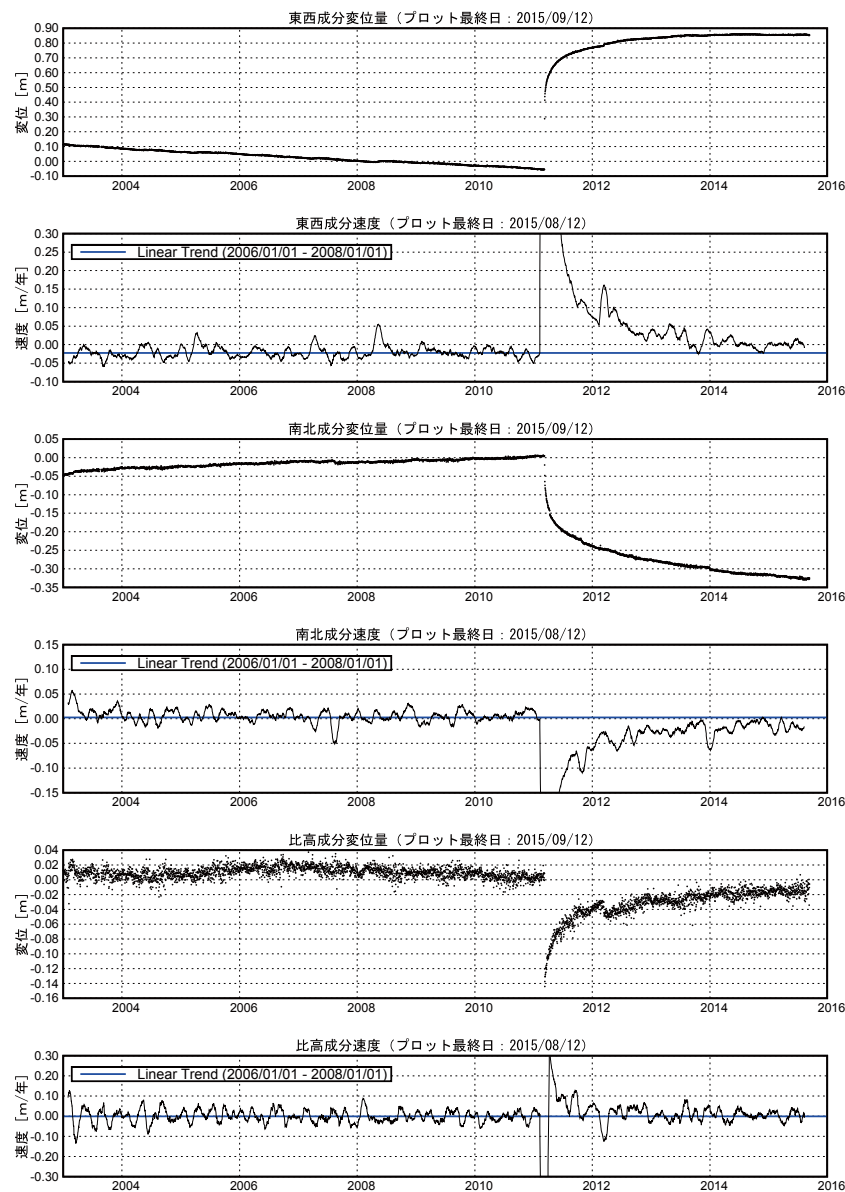 東西成分変位量（プロット最終日：2015/09/12）
変位 [m]
0.90
0.80
0.70
0.60
0.50
0.40
0.30
0.20
0.10
0.00
-0.10
2004 2006 2008 2010 2012 2014 2016
東西成分速度（プロット最終日：2015/08/12）
速度 [m/年]
0.30
0.25
0.20
0.15
0.10
0.05
0.00
-0.05
-0.10
Linear Trend (2006/01/01 - 2008/01/01)
2004 2006 2008 2010 2012 2014 2016
南北成分変位量（プロット最終日：2015/09/12）
変位 [m]
0.05
0.00
-0.05
-0.10
-0.15
-0.20
-0.25
-0.30
-0.35
2004 2006 2008 2010 2012 2014 2016
南北成分速度（プロット最終日：2015/08/12）
速度 [m/年]
0.15
0.10
0.05
0.00
-0.05
-0.10
-0.15
Linear Trend (2006/01/01 - 2008/01/01)
2004 2006 2008 2010 2012 2014 2016
比高成分変位量（プロット最終日：2015/09/12）
変位 [m]
0.04
0.02
0.00
-0.02
-0.04
-0.06
-0.08
-0.10
-0.12
-0.14
-0.16
2004 2006 2008 2010 2012 2014 2016
比高成分速度（プロット最終日：2015/08/12）
速度 [m/年]
0.30
0.20
0.10
0.00
-0.10
-0.20
-0.30
Linear Trend (2006/01/01 - 2008/01/01)
2004 2006 2008 2010 2012 2014 2016